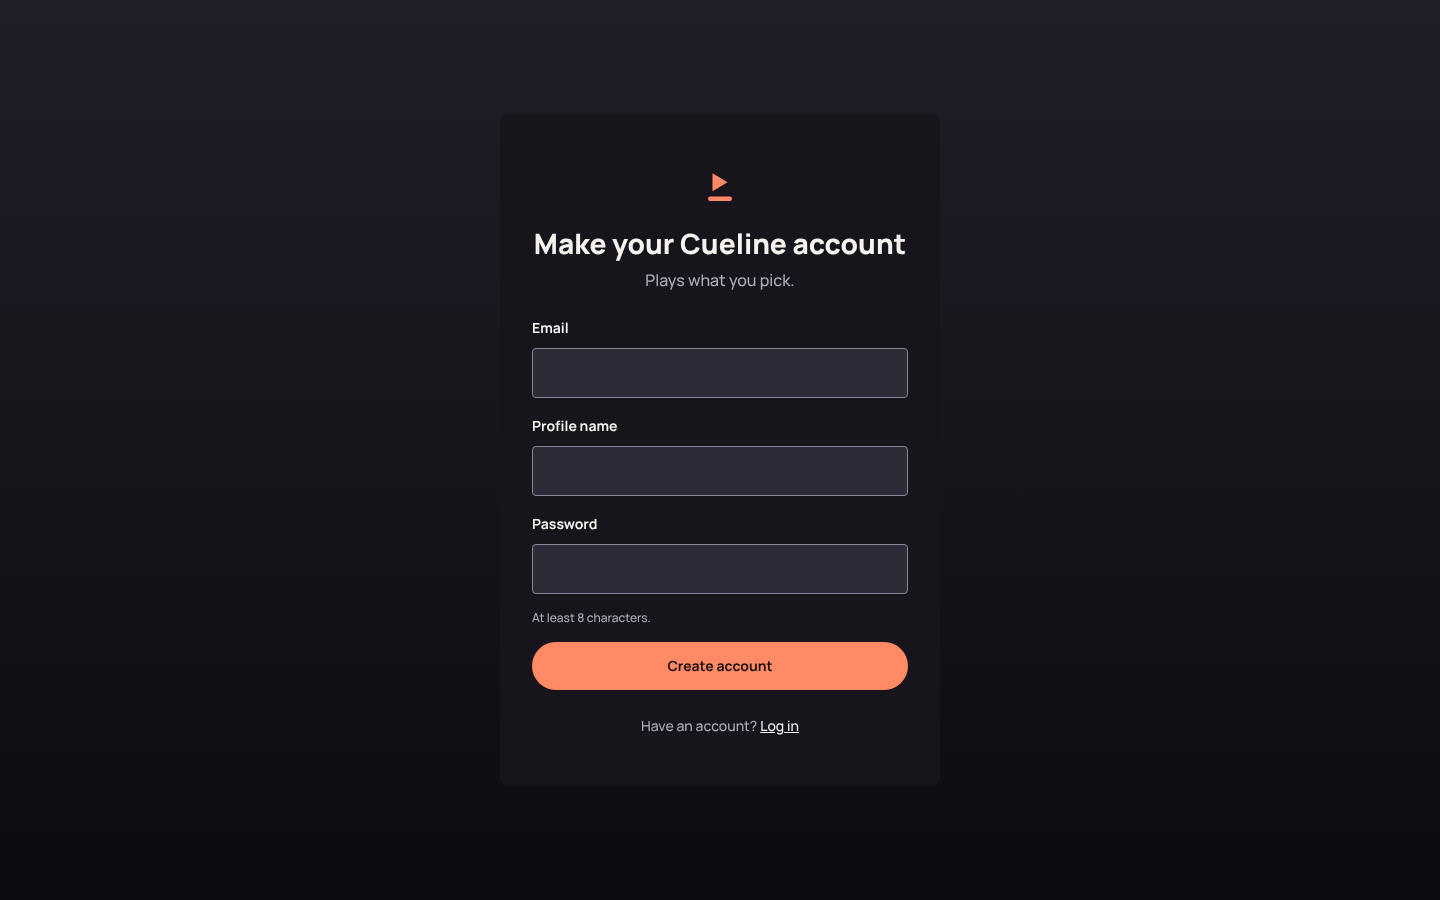 Make your Cueline account
Plays what you pick.
Email
Profile name
Password
At least 8 characters.
Create account
Have an account? Log in